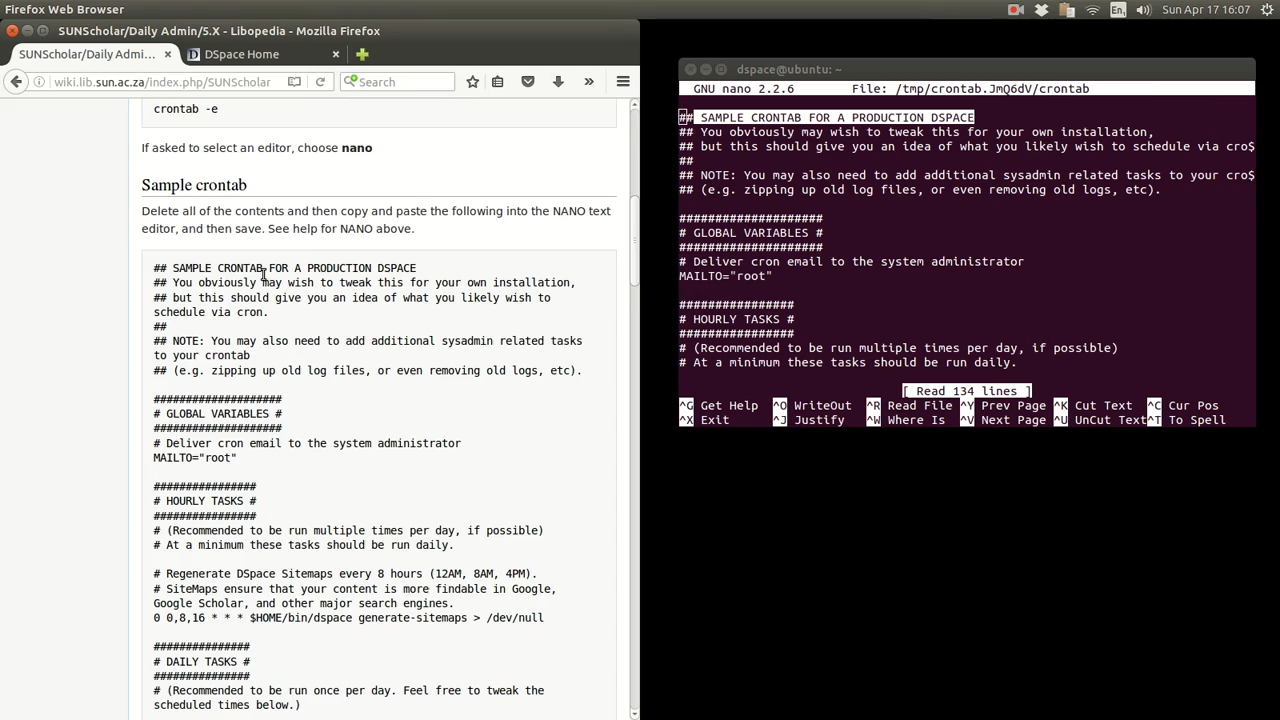 Firefox Web Browser
En1
Sun Apr 17 16:07
SUNScholar/Daily Admin/5.X - Libopedia - Mozilla Firefox
SUNScholar/Daily Admi... ×
DSpace Home ×
wiki.lib.sun.ac.za/index.php/SUNScholar
Search
crontab -e
If asked to select an editor, choose nano
Sample crontab
Delete all of the contents and then copy and paste the following into the NANO text
editor, and then save. See help for NANO above.
## SAMPLE CRONTAB FOR A PRODUCTION DSPACE
## You obviously may wish to tweak this for your own installation,
## but this should give you an idea of what you likely wish to
schedule via cron.
##
## NOTE: You may also need to add additional sysadmin related tasks
to your crontab
## (e.g. zipping up old log files, or even removing old logs, etc).
####################
# GLOBAL VARIABLES #
####################
# Deliver cron email to the system administrator
MAILTO="root"
################
# HOURLY TASKS #
################
# (Recommended to be run multiple times per day, if possible)
# At a minimum these tasks should be run daily.
# Regenerate DSpace Sitemaps every 8 hours (12AM, 8AM, 4PM).
# SiteMaps ensure that your content is more findable in Google,
Google Scholar, and other major search engines.
0 0,8,16 * * * $HOME/bin/dspace generate-sitemaps > /dev/null
###############
# DAILY TASKS #
###############
# (Recommended to be run once per day. Feel free to tweak the
scheduled times below.)
dspace@ubuntu: ~
GNU nano 2.2.6 File: /tmp/crontab.JmQ6dV/crontab
## SAMPLE CRONTAB FOR A PRODUCTION DSPACE
## You obviously may wish to tweak this for your own installation,
## but this should give you an idea of what you likely wish to schedule via cro$
##
## NOTE: You may also need to add additional sysadmin related tasks to your cro$
## (e.g. zipping up old log files, or even removing old logs, etc).
####################
# GLOBAL VARIABLES #
####################
# Deliver cron email to the system administrator
MAILTO="root"
################
# HOURLY TASKS #
################
# (Recommended to be run multiple times per day, if possible)
# At a minimum these tasks should be run daily.
[ Read 134 lines ]
^G Get Help ^O WriteOut ^R Read File ^Y Prev Page ^K Cut Text ^C Cur Pos
^X Exit ^J Justify ^W Where Is ^V Next Page ^U UnCut Text ^T To Spell